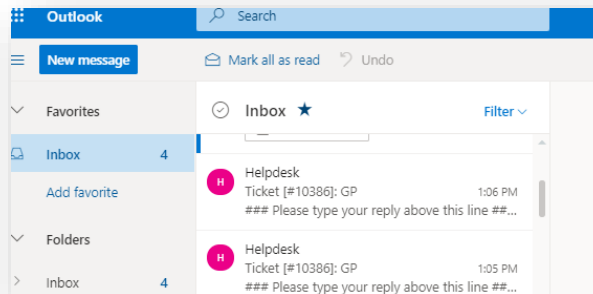 Outlook
Search
New message
Mark all as read
Undo
Favorites
Inbox 4
Add favorite
Folders
Inbox 4
Inbox ★
Filter
H
Helpdesk
Ticket [#10386]: GP 1:06 PM
### Please type your reply above this line ##...
H
Helpdesk
Ticket [#10386]: GP 1:05 PM
### Please type your reply above this line ##...